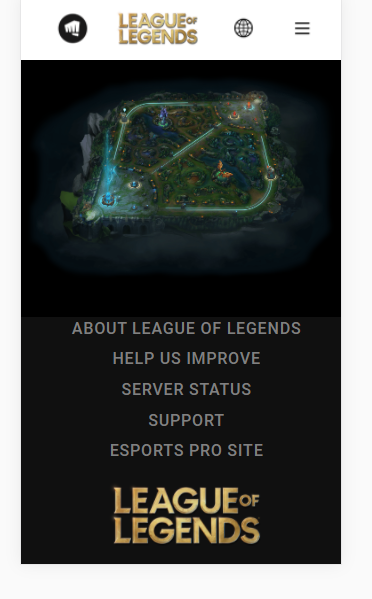 LEAGUE OF
LEGENDS
ABOUT LEAGUE OF LEGENDS
HELP US IMPROVE
SERVER STATUS
SUPPORT
ESPORTS PRO SITE
LEAGUE OF
LEGENDS